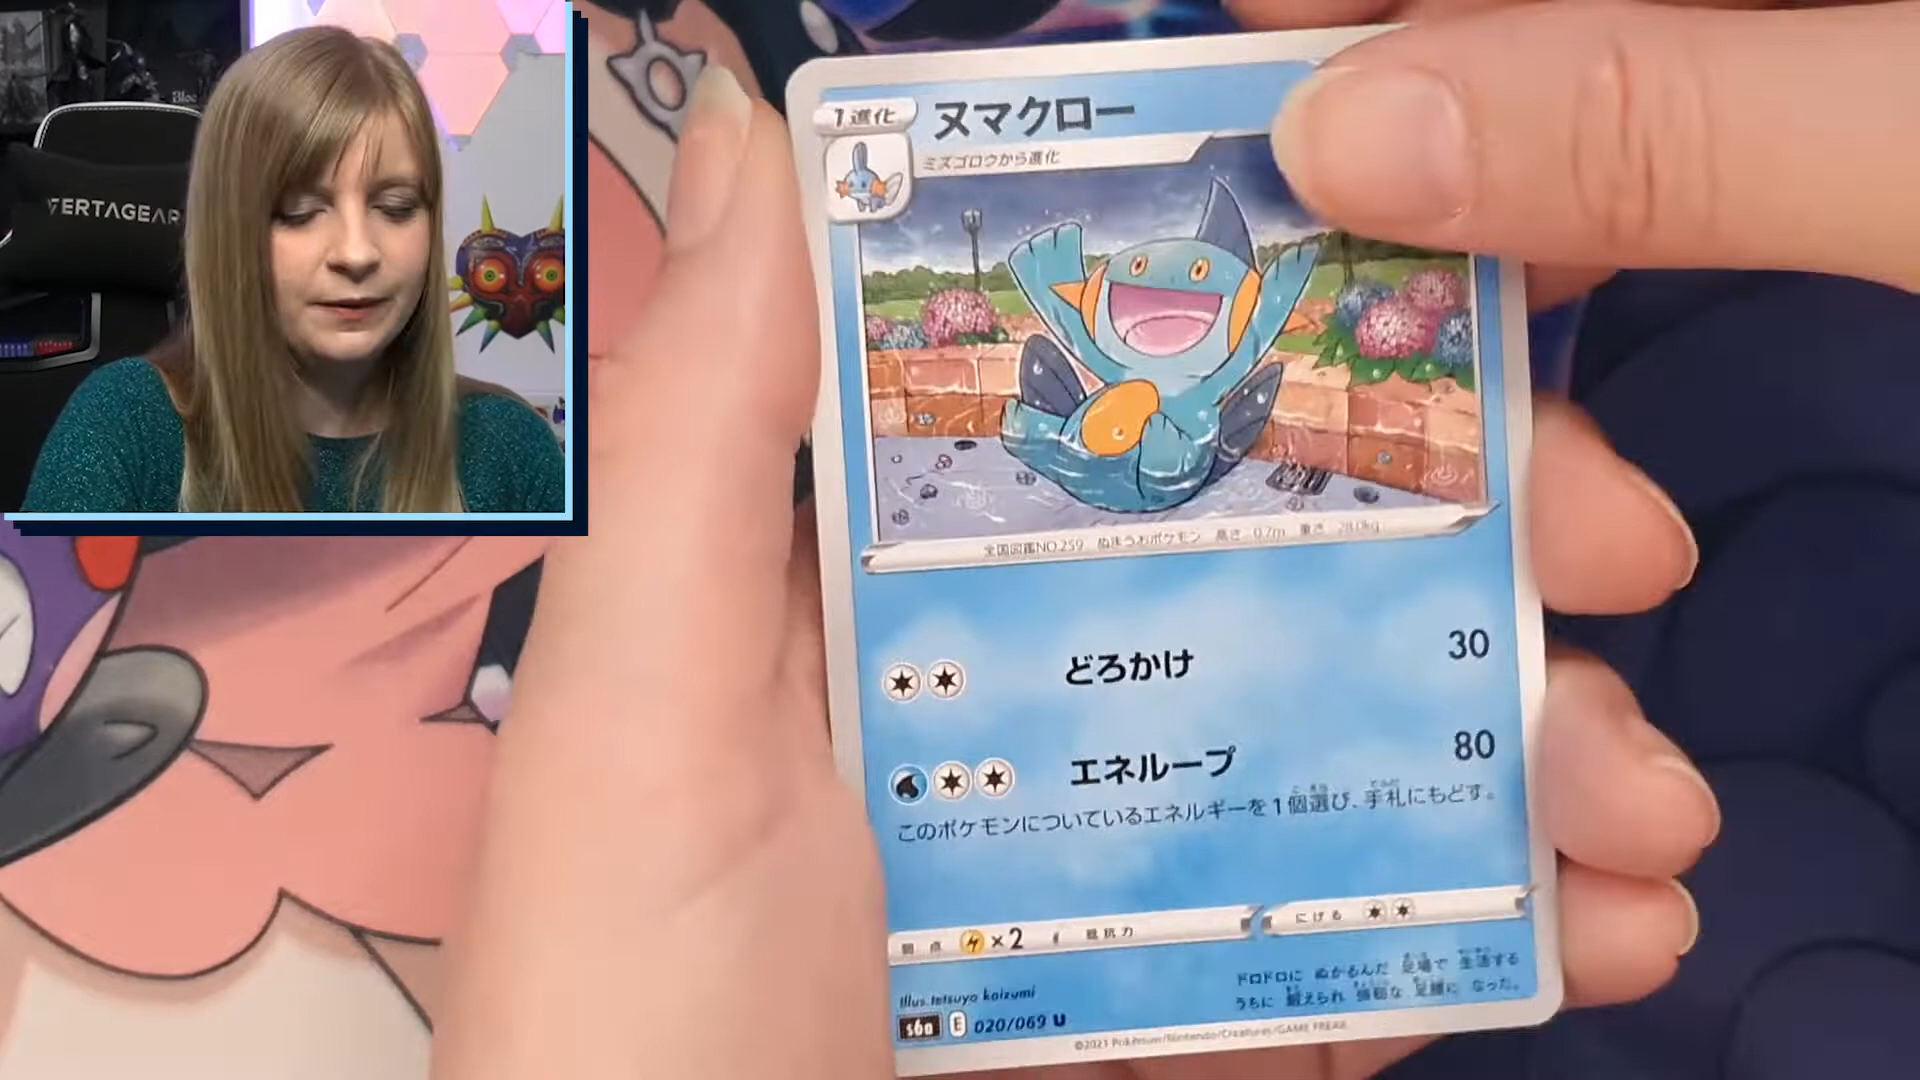 Bloc
VERTAGEAR
1進化
ヌマクロー
ミズゴロウから進化
全国図鑑NO.259 ぬまうおポケモン 高さ 0.7m 重さ 28.0kg
どろかけ 30
エネループ 80
このポケモンについているエネルギーを1個選び、手札にもどす。
弱点 ×2 抵抗力
にげる
ドロドロに ぬかるんだ 足場で 生活する
うちに 鍛えられ 強靭な 足腰に なった。
Illus. tetsuya koizumi
s6a E 020/069 U
©2021 Pokémon/Nintendo/Creatures/GAME FREAK